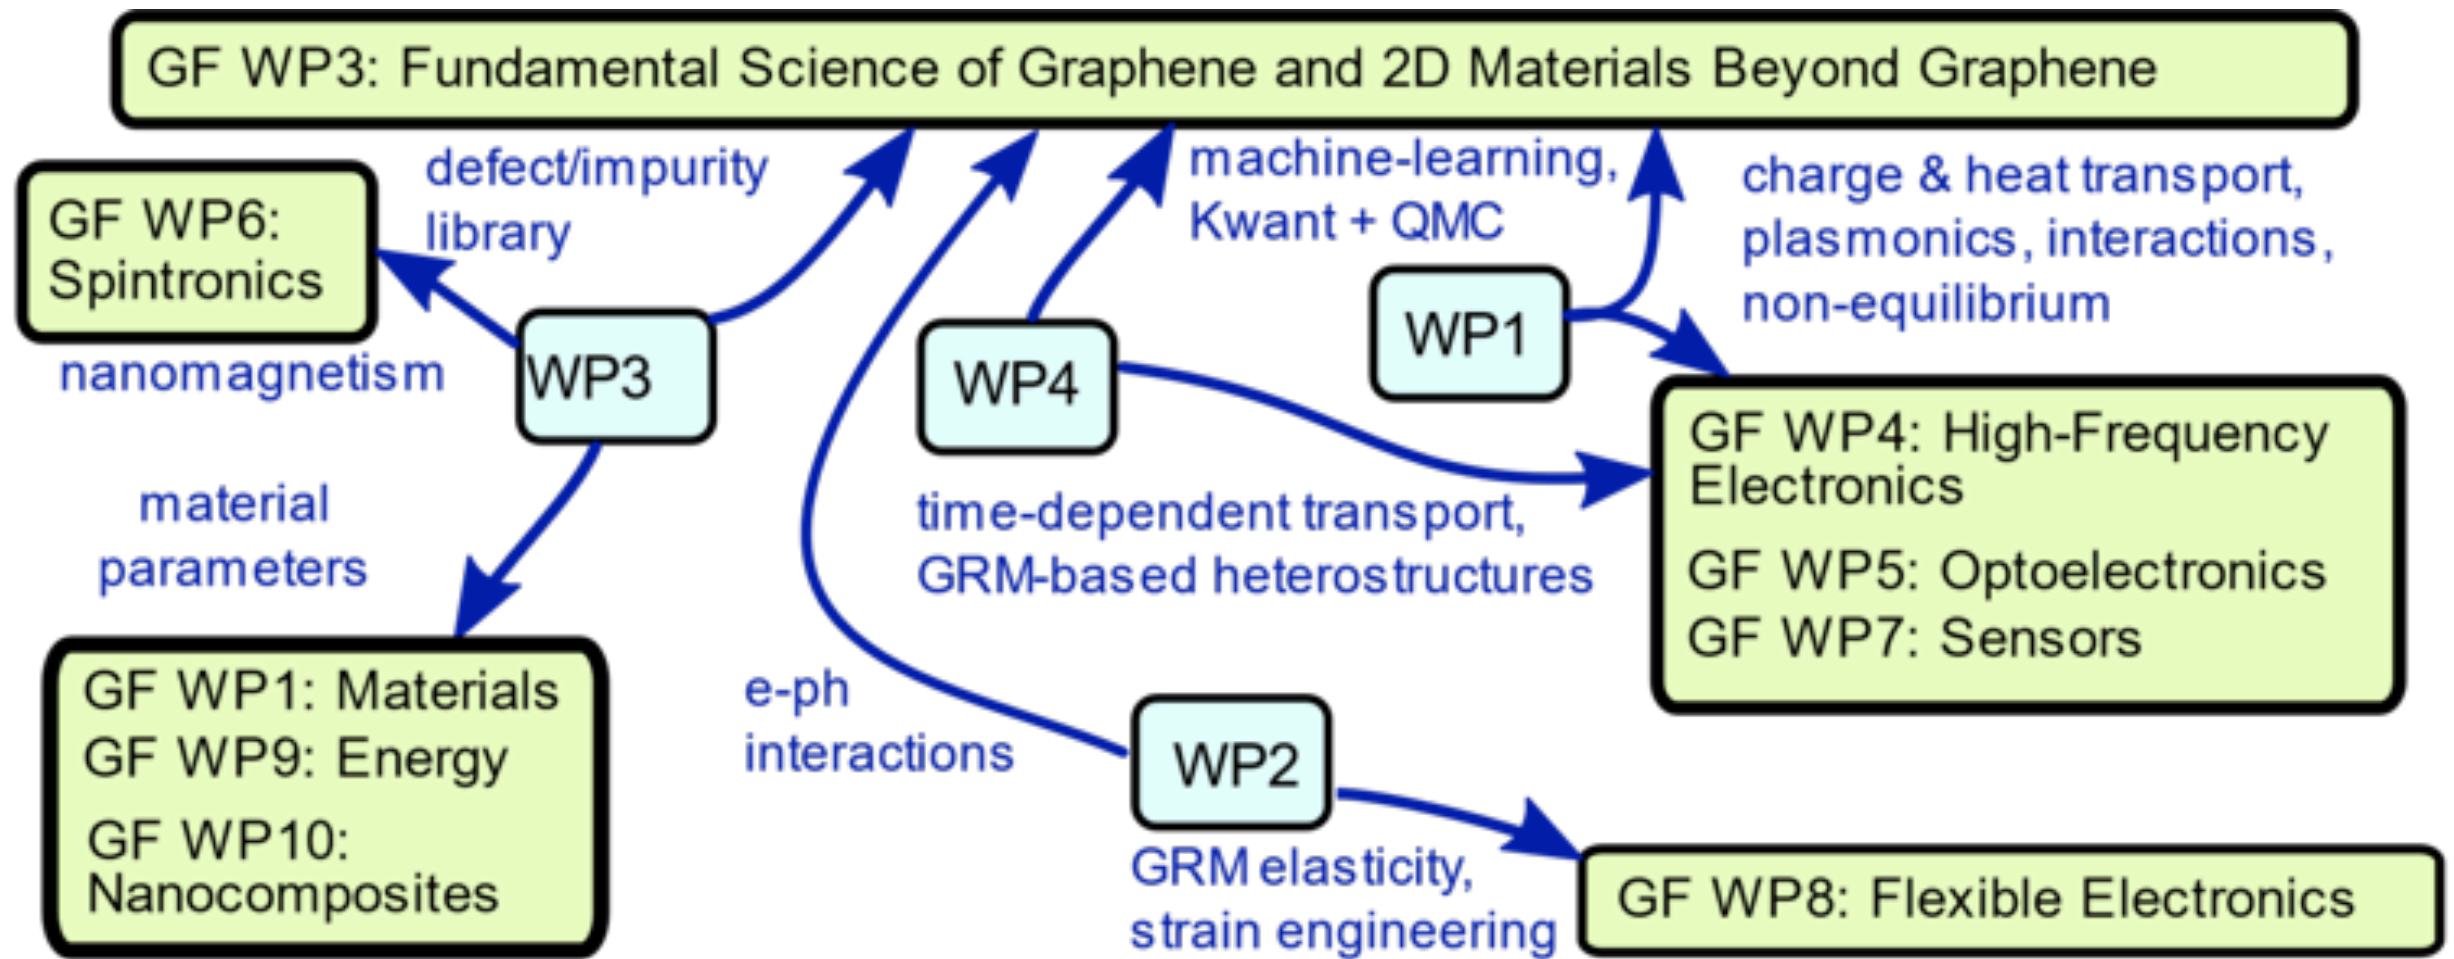 GF WP3: Fundamental Science of Graphene and 2D Materials Beyond Graphene
defect/impurity
library
machine-learning,
Kwant + QMC
charge & heat transport,
plasmonics, interactions,
non-equilibrium
GF WP6:
Spintronics
nanomagnetism
WP3
WP4
WP1
material
parameters
time-dependent transport,
GRM-based heterostructures
GF WP4: High-Frequency
Electronics
GF WP5: Optoelectronics
GF WP7: Sensors
GF WP1: Materials
GF WP9: Energy
GF WP10:
Nanocomposites
e-ph
interactions
WP2
GRM elasticity,
strain engineering
GF WP8: Flexible Electronics